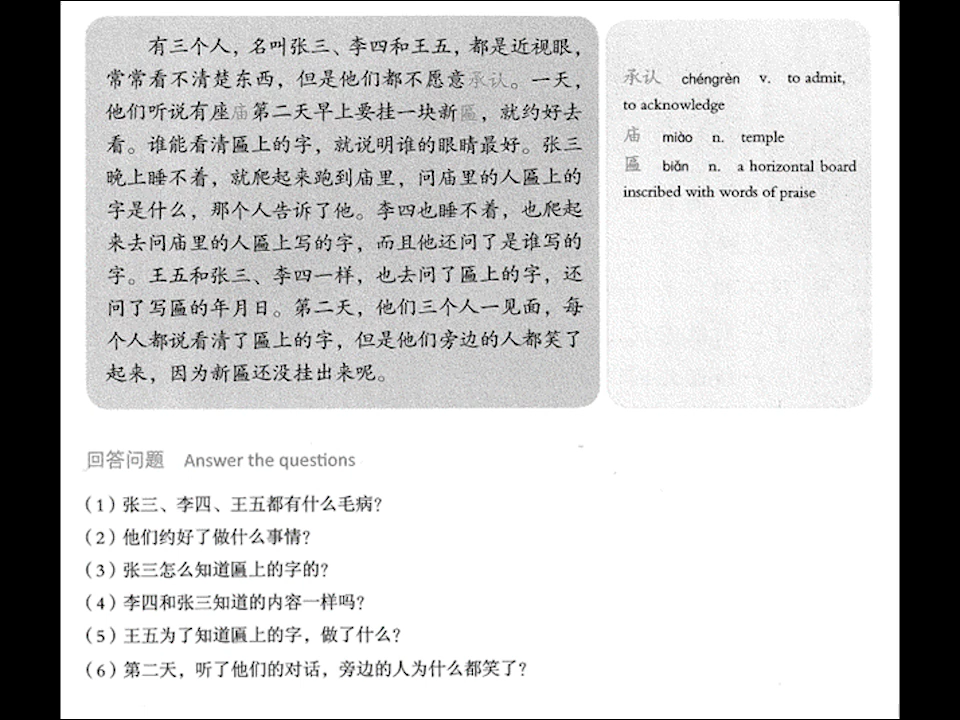 有三个人，名叫张三、李四和王五，都是近视眼，
常常看不清楚东西，但是他们都不愿意承认。一天，
他们听说有座庙第二天早上要挂一块新匾，就约好去
看。谁能看清匾上的字，就说明谁的眼睛最好。张三
晚上睡不着，就爬起来跑到庙里，问庙里的人匾上的
字是什么，那个人告诉了他。李四也睡不着，也爬起
来去问庙里的人匾上写的字，而且他还问了是谁写的
字。王五和张三、李四一样，也去问了匾上的字，还
问了写匾的年月日。第二天，他们三个人一见面，每
个人都说看清了匾上的字，但是他们旁边的人都笑了
起来，因为新匾还没挂出来呢。
承认 chéngrèn v. to admit,
to acknowledge
庙 miào n. temple
匾 biǎn n. a horizontal board
inscribed with words of praise
回答问题 Answer the questions
（1）张三、李四、王五都有什么毛病？
（2）他们约好了做什么事情？
（3）张三怎么知道匾上的字的？
（4）李四和张三知道的内容一样吗？
（5）王五为了知道匾上的字，做了什么？
（6）第二天，听了他们的对话，旁边的人为什么都笑了？